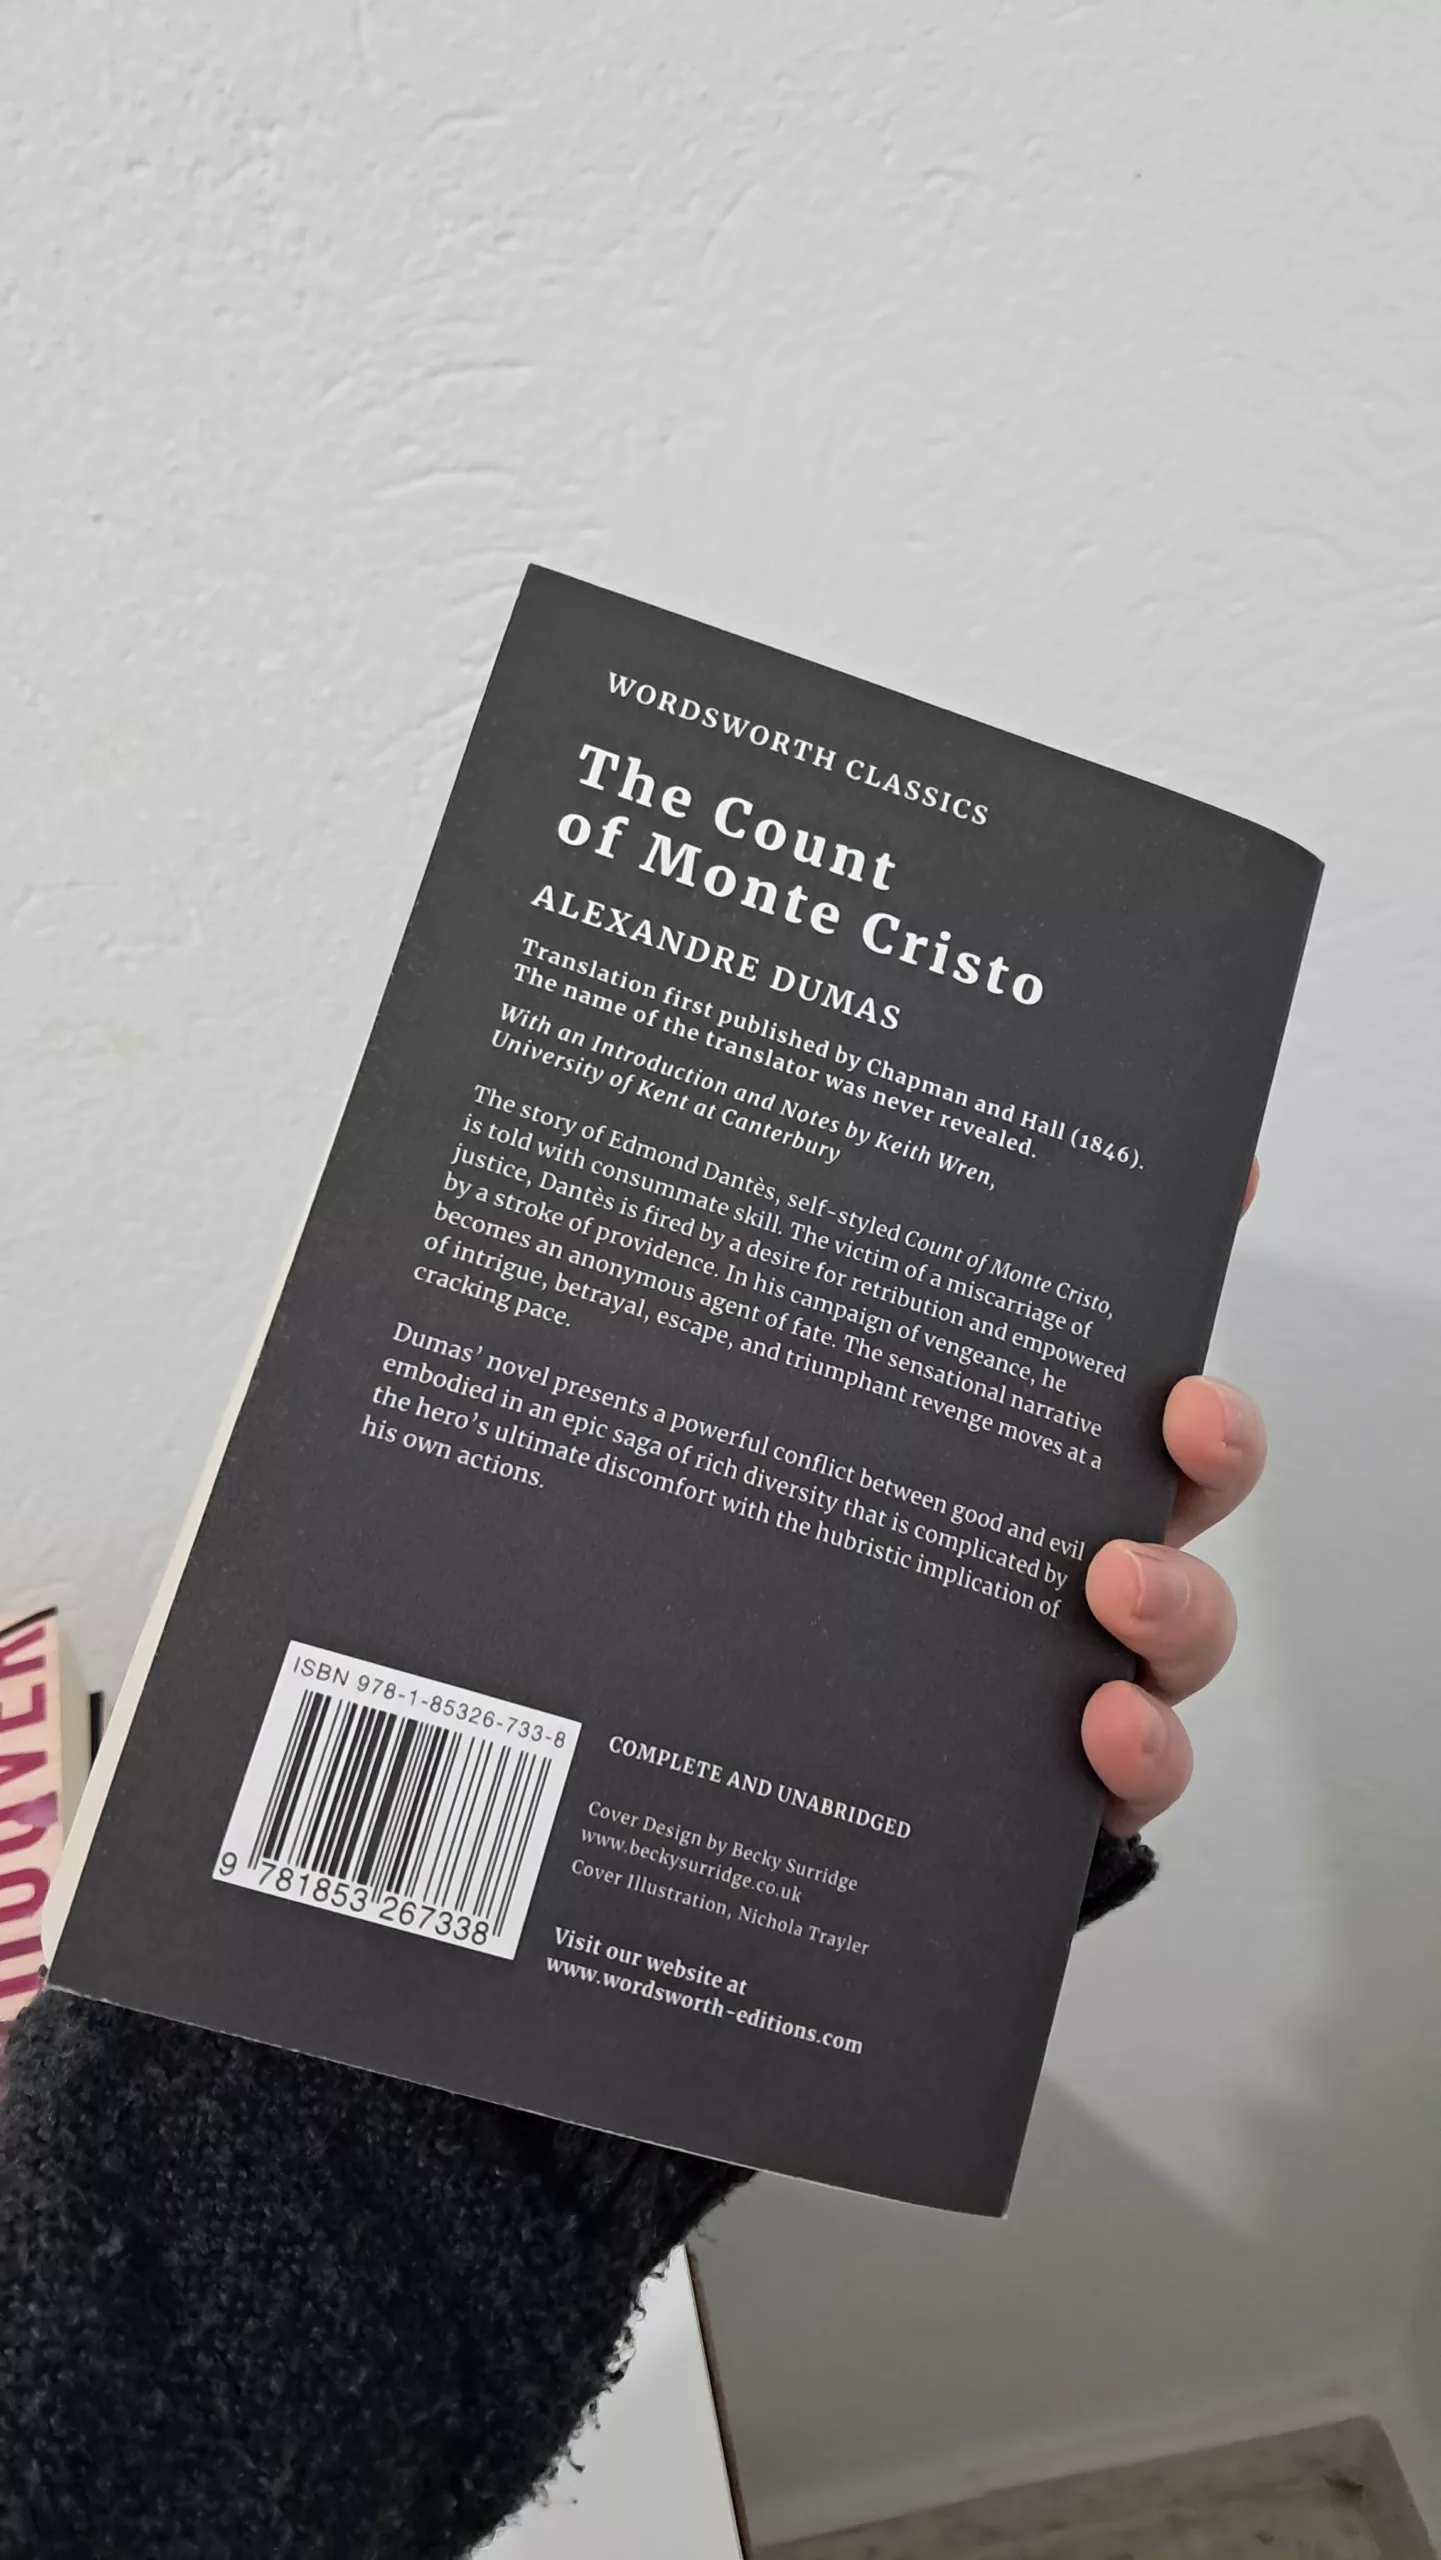 WORDSWORTH CLASSICS
The Count
of Monte Cristo
ALEXANDRE DUMAS
Translation first published by Chapman and Hall (1846).
The name of the translator was never revealed.
With an Introduction and Notes by Keith Wren,
University of Kent at Canterbury
The story of Edmond Dantès, self-styled Count of Monte Cristo,
is told with consummate skill. The victim of a miscarriage of
justice, Dantès is fired by a desire for retribution and empowered
by a stroke of providence. In his campaign of vengeance, he
becomes an anonymous agent of fate. The sensational narrative
of intrigue, betrayal, escape, and triumphant revenge moves at a
cracking pace.
Dumas’ novel presents a powerful conflict between good and evil
embodied in an epic saga of rich diversity that is complicated by
the hero’s ultimate discomfort with the hubristic implication of
his own actions.
ISBN 978-1-85326-733-8
9 781853 267338
COMPLETE AND UNABRIDGED
Cover Design by Becky Surridge
www.beckysurridge.co.uk
Cover Illustration, Nichola Trayler
Visit our website at
www.wordsworth-editions.com
HOOVER